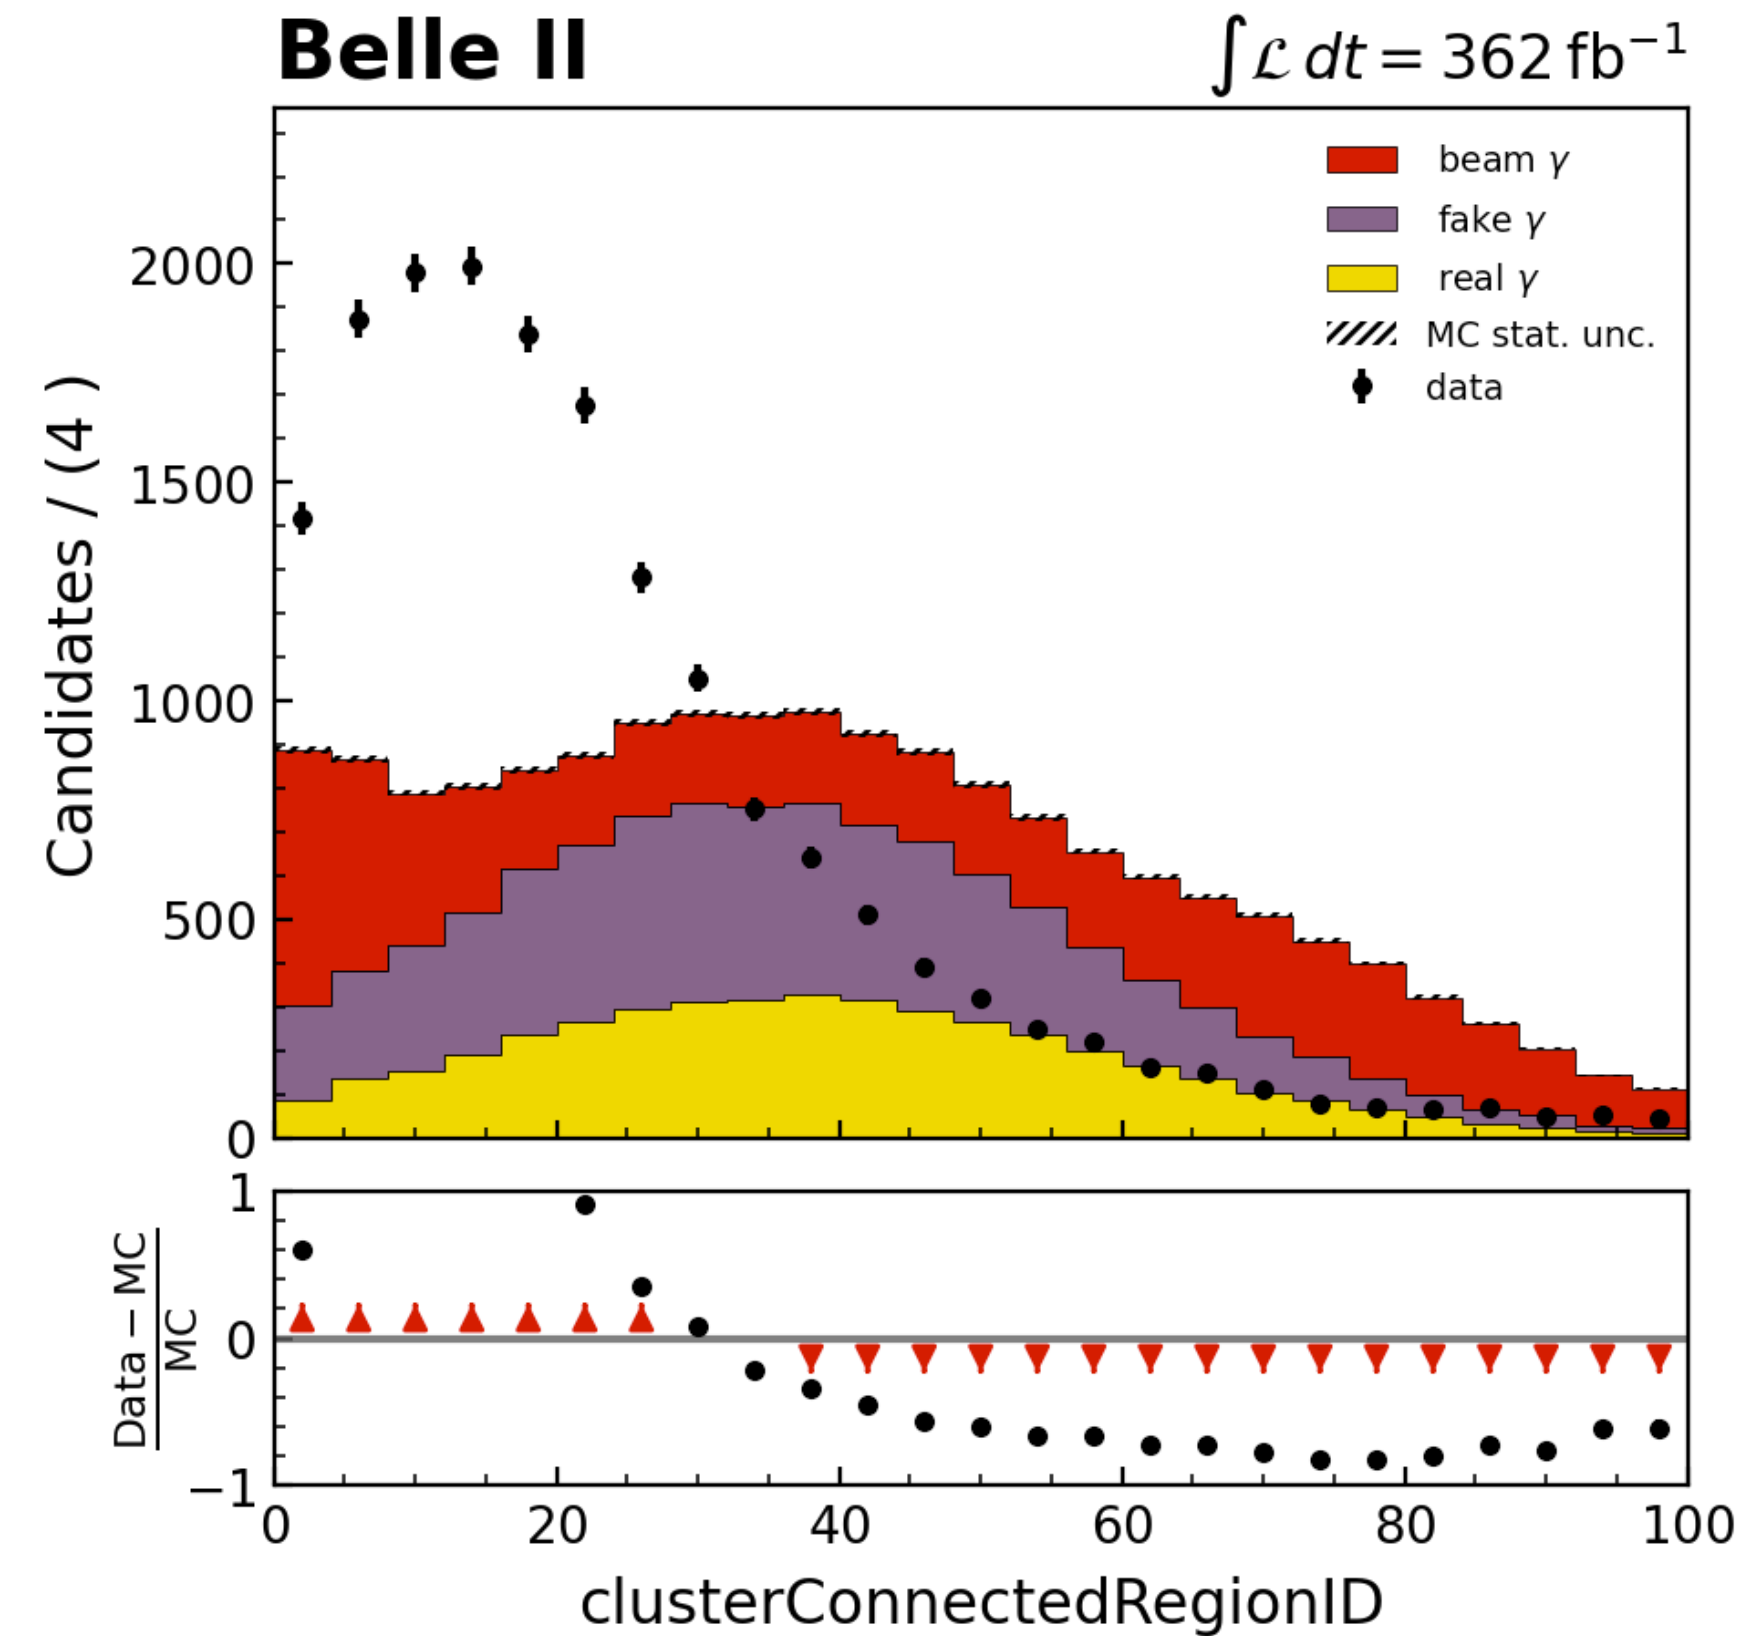 Belle II
∫ℒ dt = 362 fb⁻¹
beam γ
fake γ
real γ
MC stat. unc.
data
Candidates / (4 )
2000
1500
1000
500
0
Data − MC
MC
1
0
−1
0 20 40 60 80 100
clusterConnectedRegionID